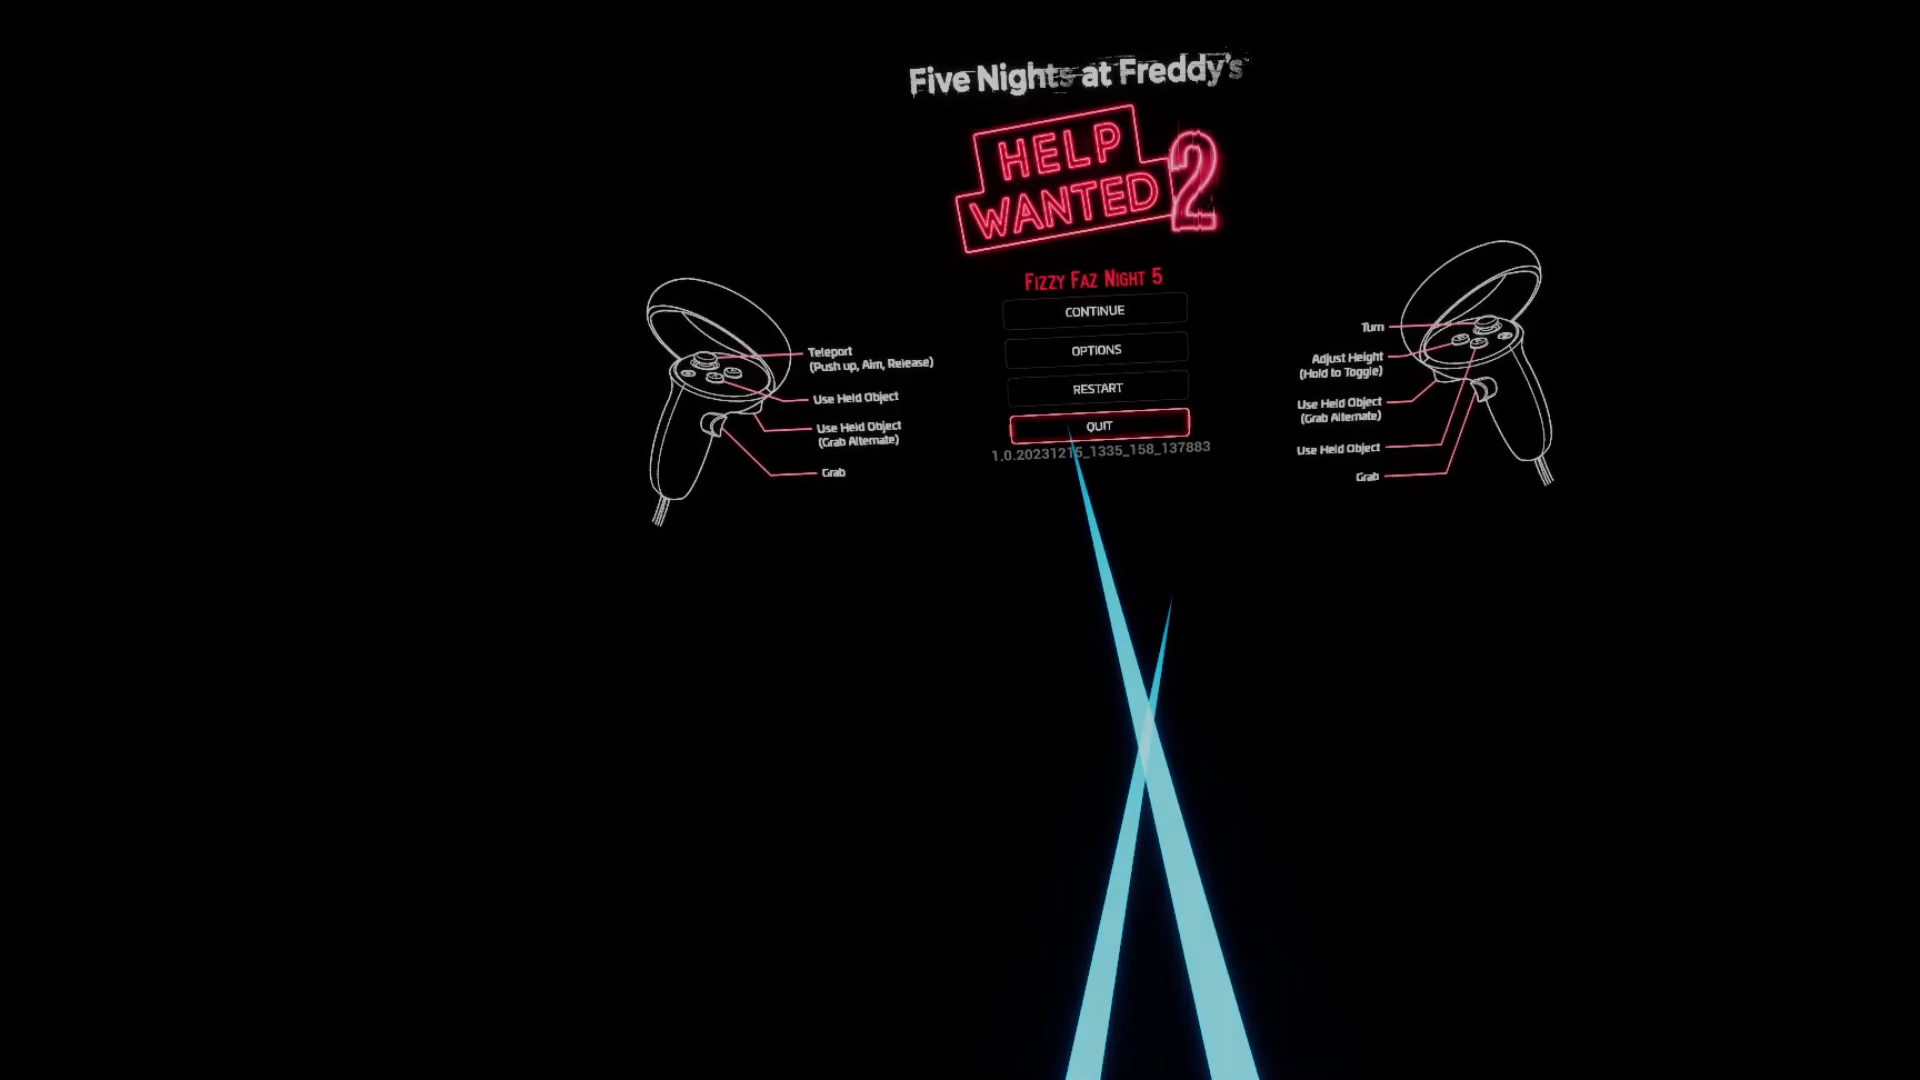 Five Nights at Freddy's
HELP
WANTED
2
Fizzy Faz Night 5
CONTINUE
OPTIONS
RESTART
QUIT
1.0.20231215_1335_158_137883
Teleport
(Push up, Aim, Release)
Use Held Object
Use Held Object
(Grab Alternate)
Grab
Turn
Adjust Height
(Hold to Toggle)
Use Held Object
(Grab Alternate)
Use Held Object
Grab